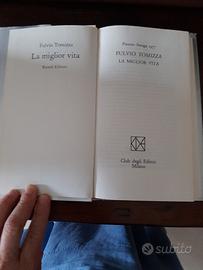 Fulvio Tomizza
La miglior vita
Rizzoli Editore
Premio Strega 1977
FULVIO TOMIZZA
LA MIGLIOR VITA
Club degli Editori
Milano
subito